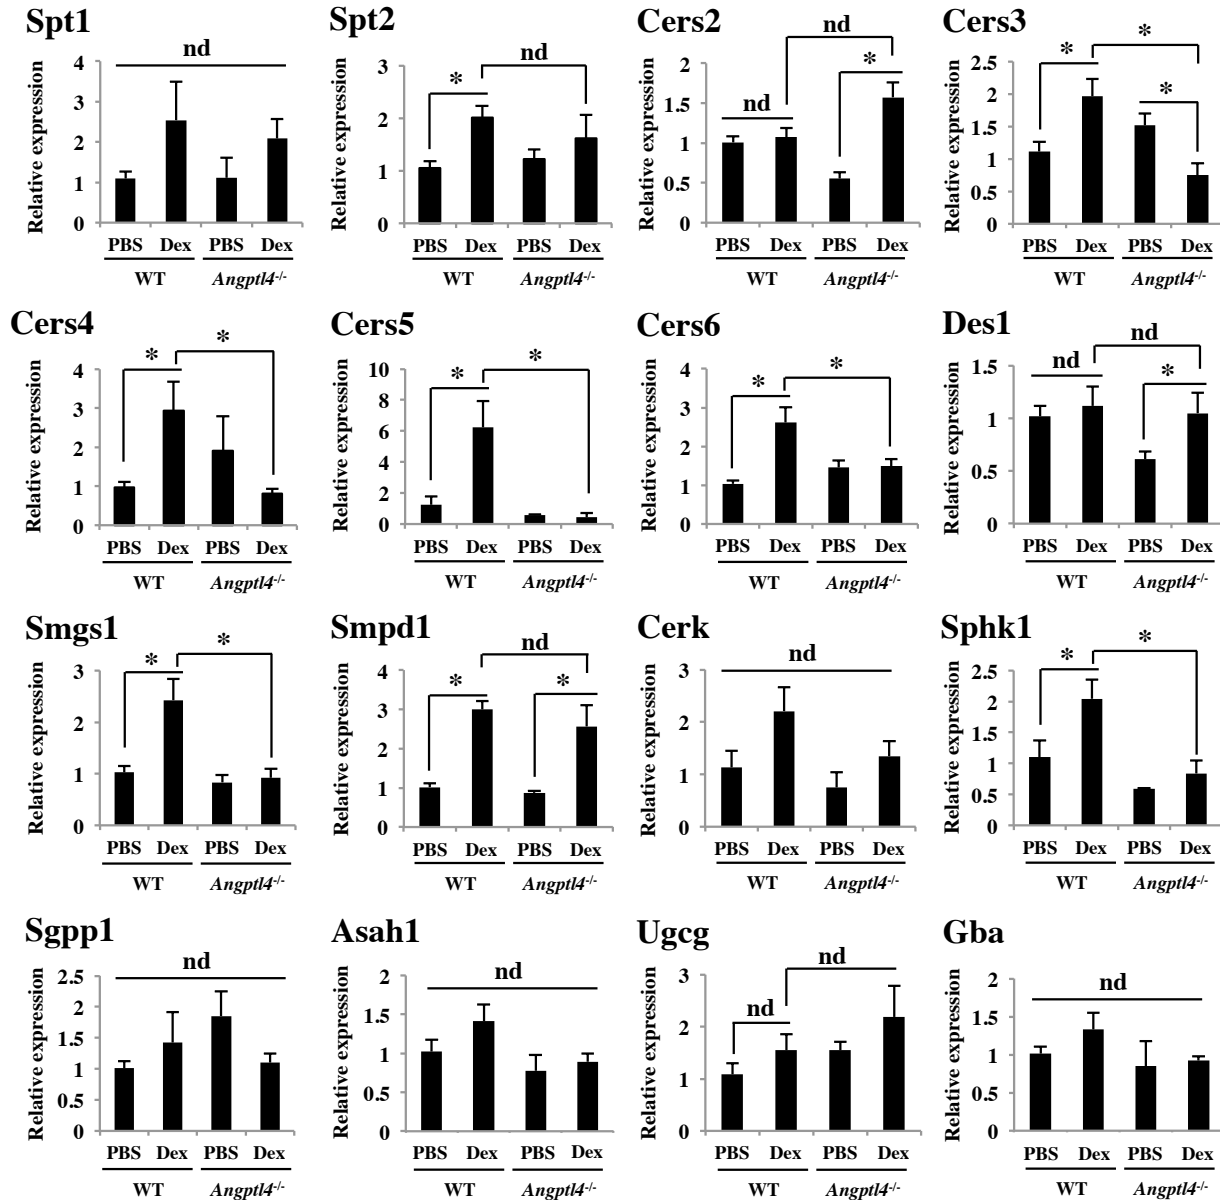 Spt1
nd
Relative expression
4
3
2
1
0
PBS Dex PBS Dex
WT Angptl4-/-
Spt2
* nd
Relative expression
3
2
1
0
PBS Dex PBS Dex
WT Angptl4-/-
Cers2
nd
nd *
Relative expression
2
1.5
1
0.5
0
PBS Dex PBS Dex
WT Angptl4-/-
Cers3
* *
*
Relative expression
2.5
2
1.5
1
0.5
0
PBS Dex PBS Dex
WT Angptl4-/-
Cers4
* *
Relative expression
4
3
2
1
0
PBS Dex PBS Dex
WT Angptl4-/-
Cers5
* *
Relative expression
10
8
6
4
2
0
PBS Dex PBS Dex
WT Angptl4-/-
Cers6
* *
Relative expression
4
3
2
1
0
PBS Dex PBS Dex
WT Angptl4-/-
Des1
nd nd
*
Relative expression
1.5
1
0.5
0
PBS Dex PBS Dex
WT Angptl4-/-
Smgs1
* *
Relative expression
3
2
1
0
PBS Dex PBS Dex
WT Angptl4-/-
Smpd1
nd
* *
Relative expression
4
3
2
1
0
PBS Dex PBS Dex
WT Angptl4-/-
Cerk
nd
Relative expression
3
2
1
0
PBS Dex PBS Dex
WT Angptl4-/-
Sphk1
* *
Relative expression
2.5
2
1.5
1
0.5
0
PBS Dex PBS Dex
WT Angptl4-/-
Sgpp1
nd
Relative expression
2.5
2
1.5
1
0.5
0
PBS Dex PBS Dex
WT Angptl4-/-
Asah1
nd
Relative expression
2
1.5
1
0.5
0
PBS Dex PBS Dex
WT Angptl4-/-
Ugcg
nd
nd
Relative expression
3
2
1
0
PBS Dex PBS Dex
WT Angptl4-/-
Gba
nd
Relative expression
2
1.5
1
0.5
0
PBS Dex PBS Dex
WT Angptl4-/-